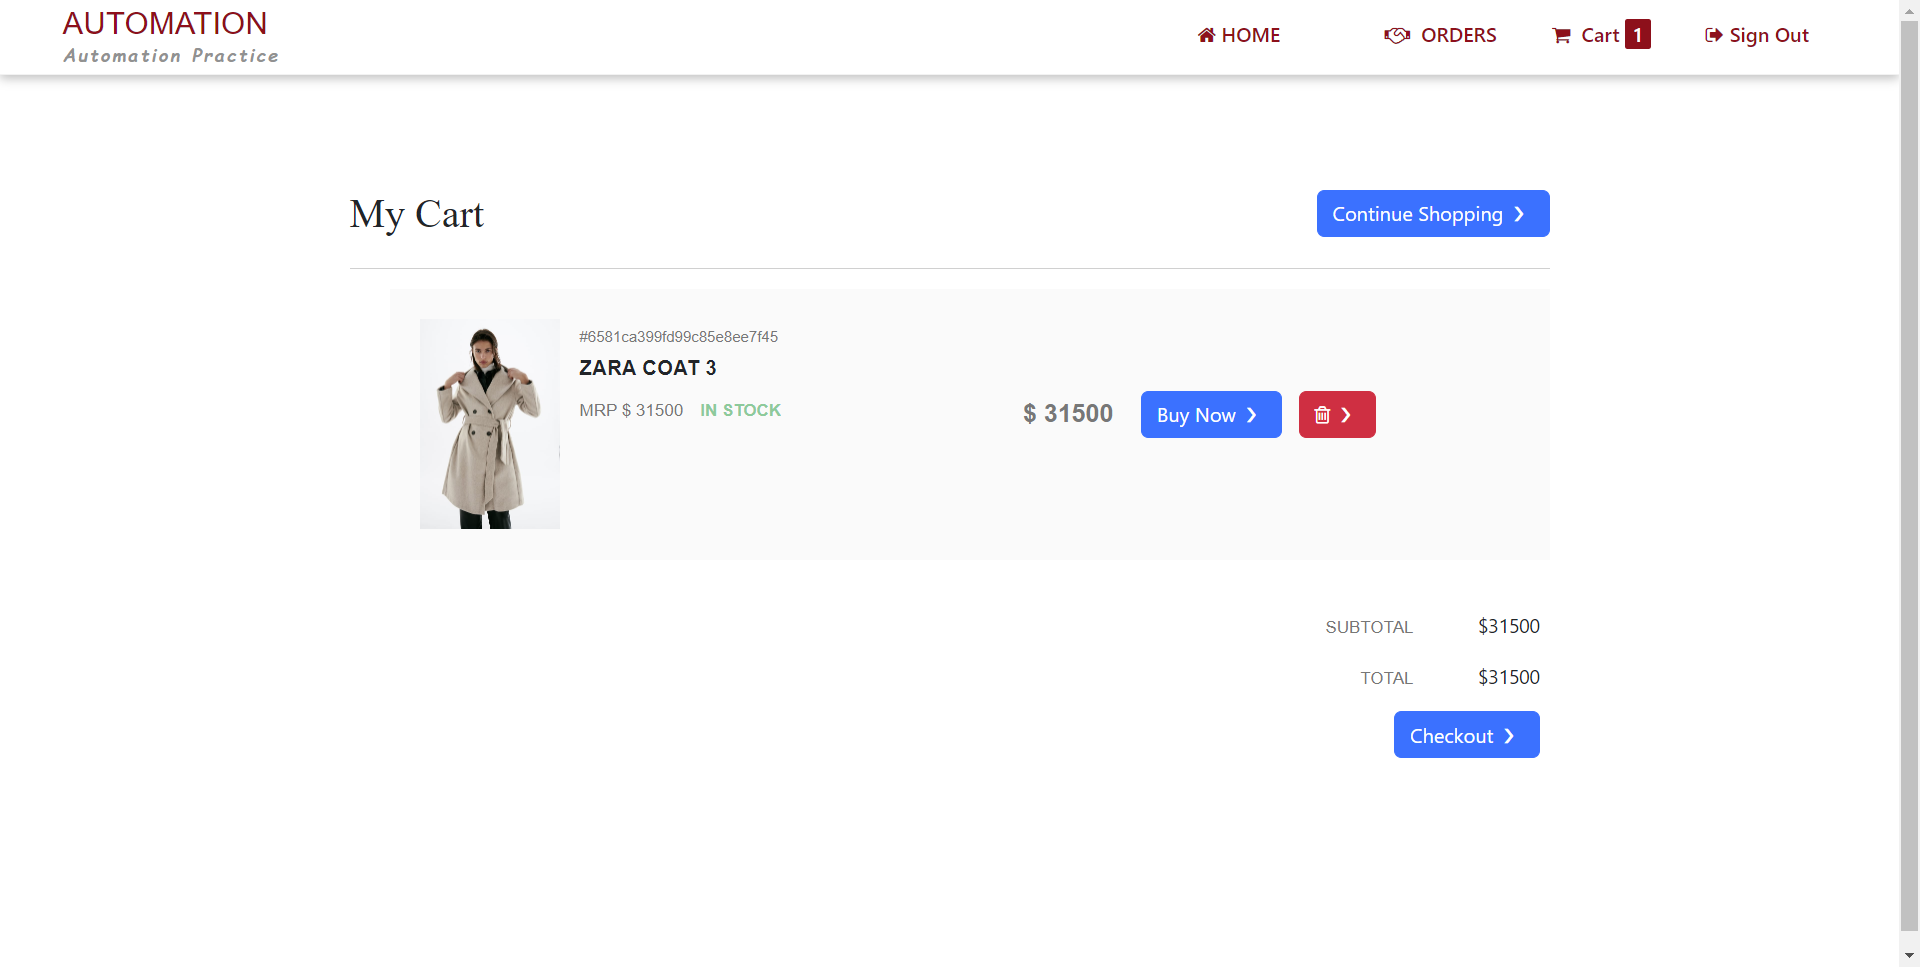 AUTOMATION
Automation Practice
HOME
ORDERS
Cart 1
Sign Out
My Cart
Continue Shopping ❯
#6581ca399fd99c85e8ee7f45
ZARA COAT 3
MRP $ 31500 IN STOCK
$ 31500
Buy Now ❯
❯
SUBTOTAL $31500
TOTAL $31500
Checkout ❯